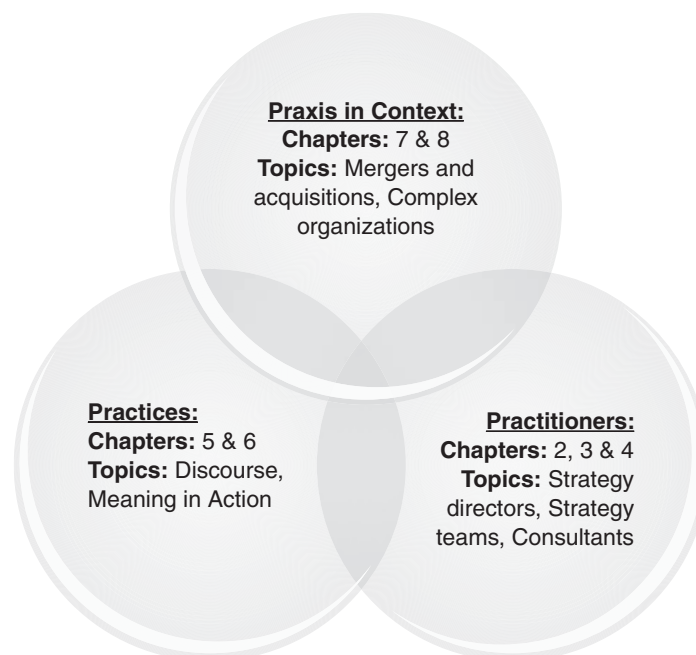 Praxis in Context:
Chapters: 7 & 8
Topics: Mergers and
acquisitions, Complex
organizations
Practices:
Chapters: 5 & 6
Topics: Discourse,
Meaning in Action
Practitioners:
Chapters: 2, 3 & 4
Topics: Strategy
directors, Strategy
teams, Consultants